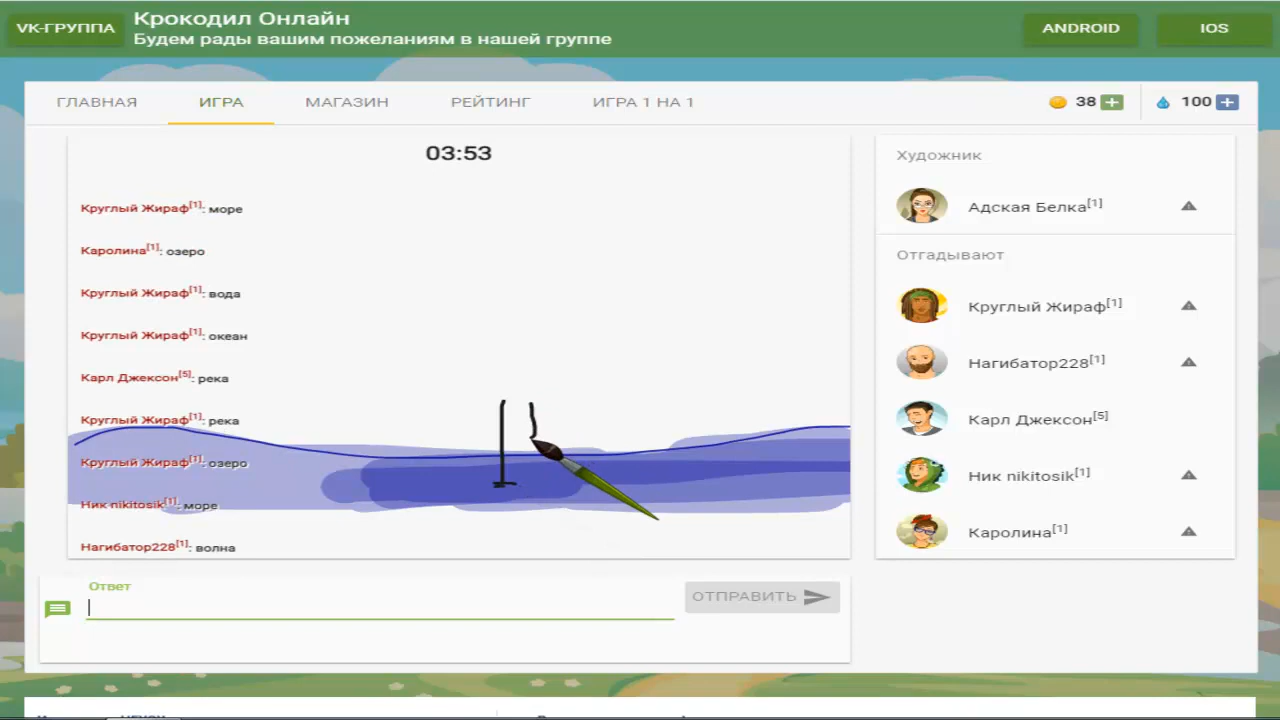 VK-ГРУППА
Крокодил Онлайн
Будем рады вашим пожеланиям в нашей группе
ANDROID
IOS
ГЛАВНАЯ
ИГРА
МАГАЗИН
РЕЙТИНГ
ИГРА 1 НА 1
38
100
03:53
Круглый Жираф[1]: море
Каролина[1]: озеро
Круглый Жираф[1]: вода
Круглый Жираф[1]: океан
Карл Джексон[5]: река
Круглый Жираф[1]: река
Круглый Жираф[1]: озеро
Ник nikitosik[1]: море
Нагибатор228[1]: волна
Художник
Адская Белка[1]
Отгадывают
Круглый Жираф[1]
Нагибатор228[1]
Карл Джексон[5]
Ник nikitosik[1]
Каролина[1]
Ответ
ОТПРАВИТЬ